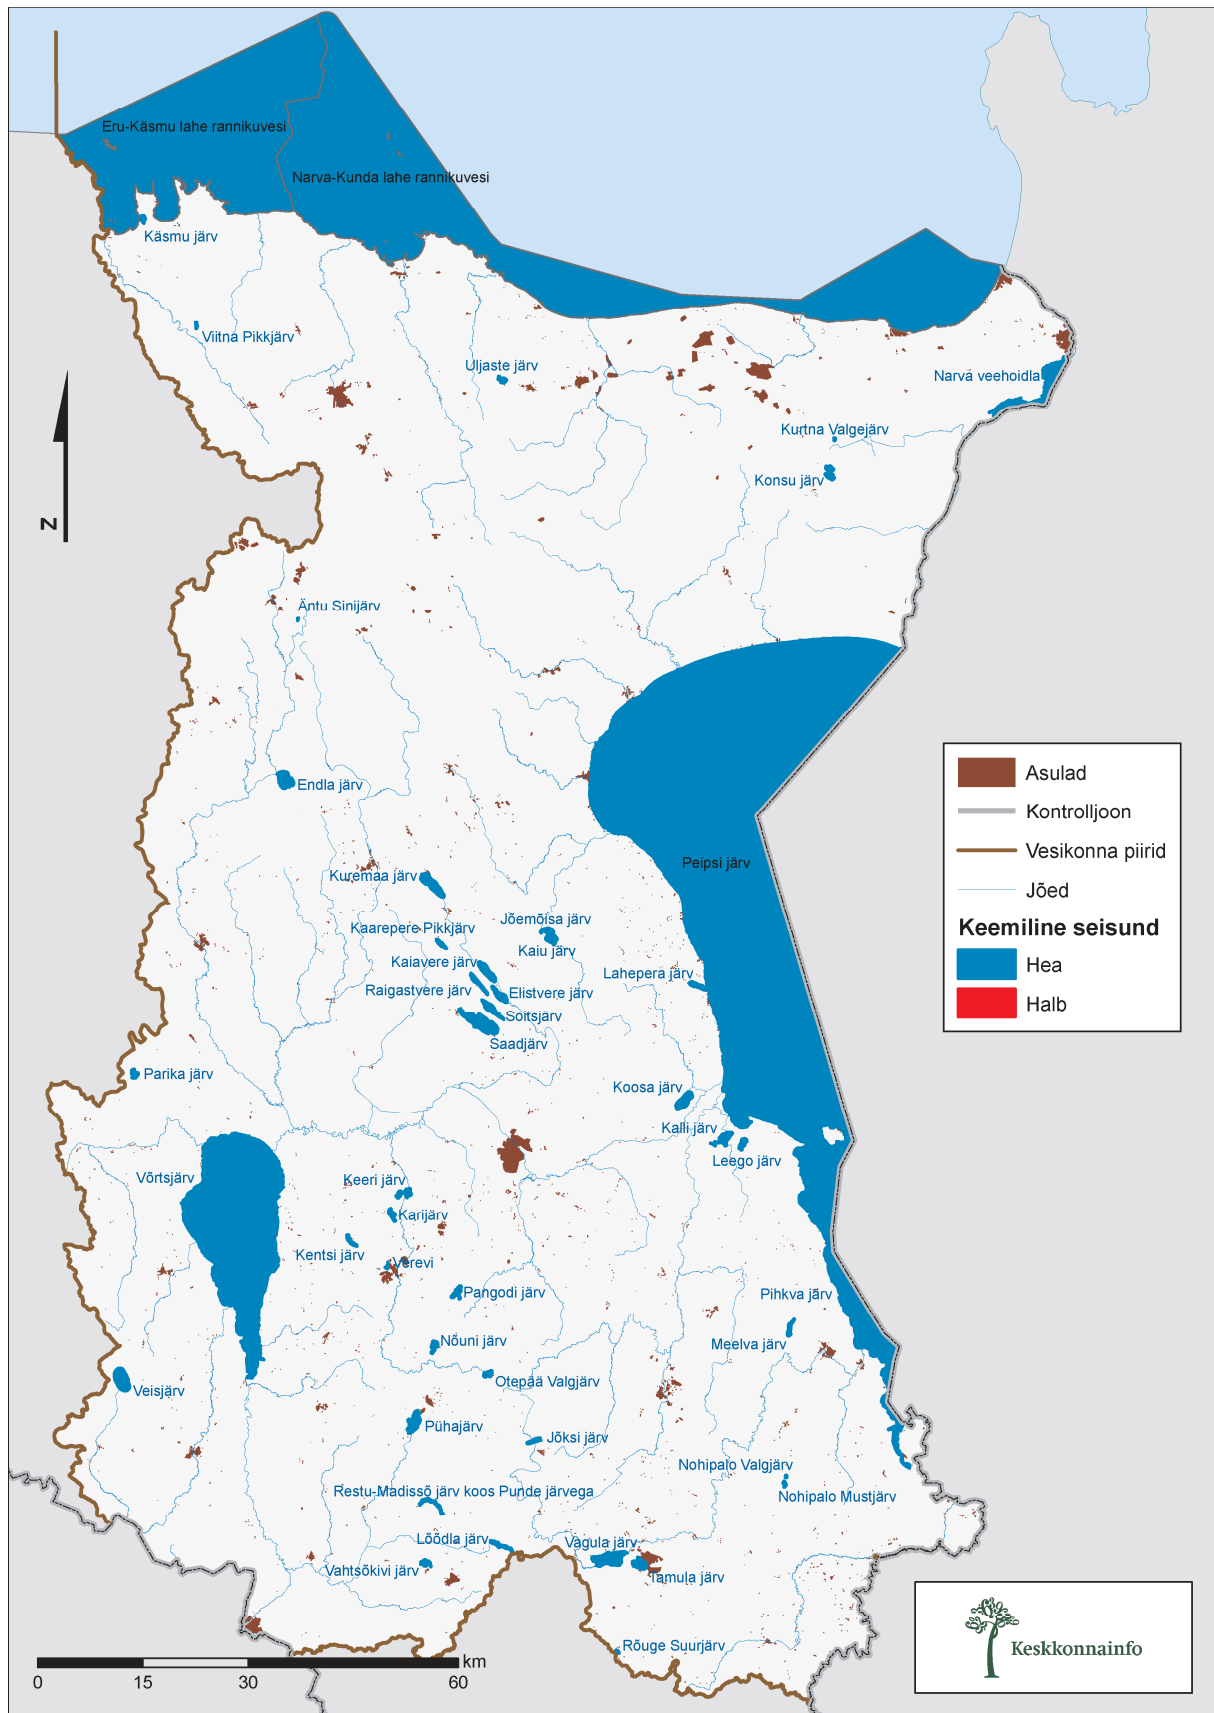 Eru-Käsmu lahe rannikuvesi
Narva-Kunda lahe rannikuvesi
Käsmu järv
Viitna Pikkjärv
Uljaste järv
Narva veehoidla
Kurtna Valgejärv
Konsu järv
N
Äntu Sinijärv
Endla järv
Peipsi järv
Asulad
Kontrolljoon
Vesikonna piirid
Jõed
Keemiline seisund
Hea
Halb
Kuremaa järv
Jõemõisa järv
Kaarepere Pikkjärv
Kaiu järv
Kaiavere järv
Lahepera järv
Raigastvere järv
Elistvere järv
Soitsjärv
Saadjärv
Parika järv
Koosa järv
Kalli järv
Leego järv
Võrtsjärv
Keeri järv
Karijärv
Kentsi järv
Verevi
Pangodi järv
Pihkva järv
Nõuni järv
Meelva järv
Otepää Valgjärv
Veisjärv
Pühajärv
Jõksi järv
Nohipalo Valgjärv
Restu-Madissõ järv koos Punde järvega
Nohipalo Mustjärv
Lõõdla järv
Vagula järv
Vahtsõkivi järv
Tamula järv
Rõuge Suurjärv
Keskkonnainfo
km
0 15 30 60